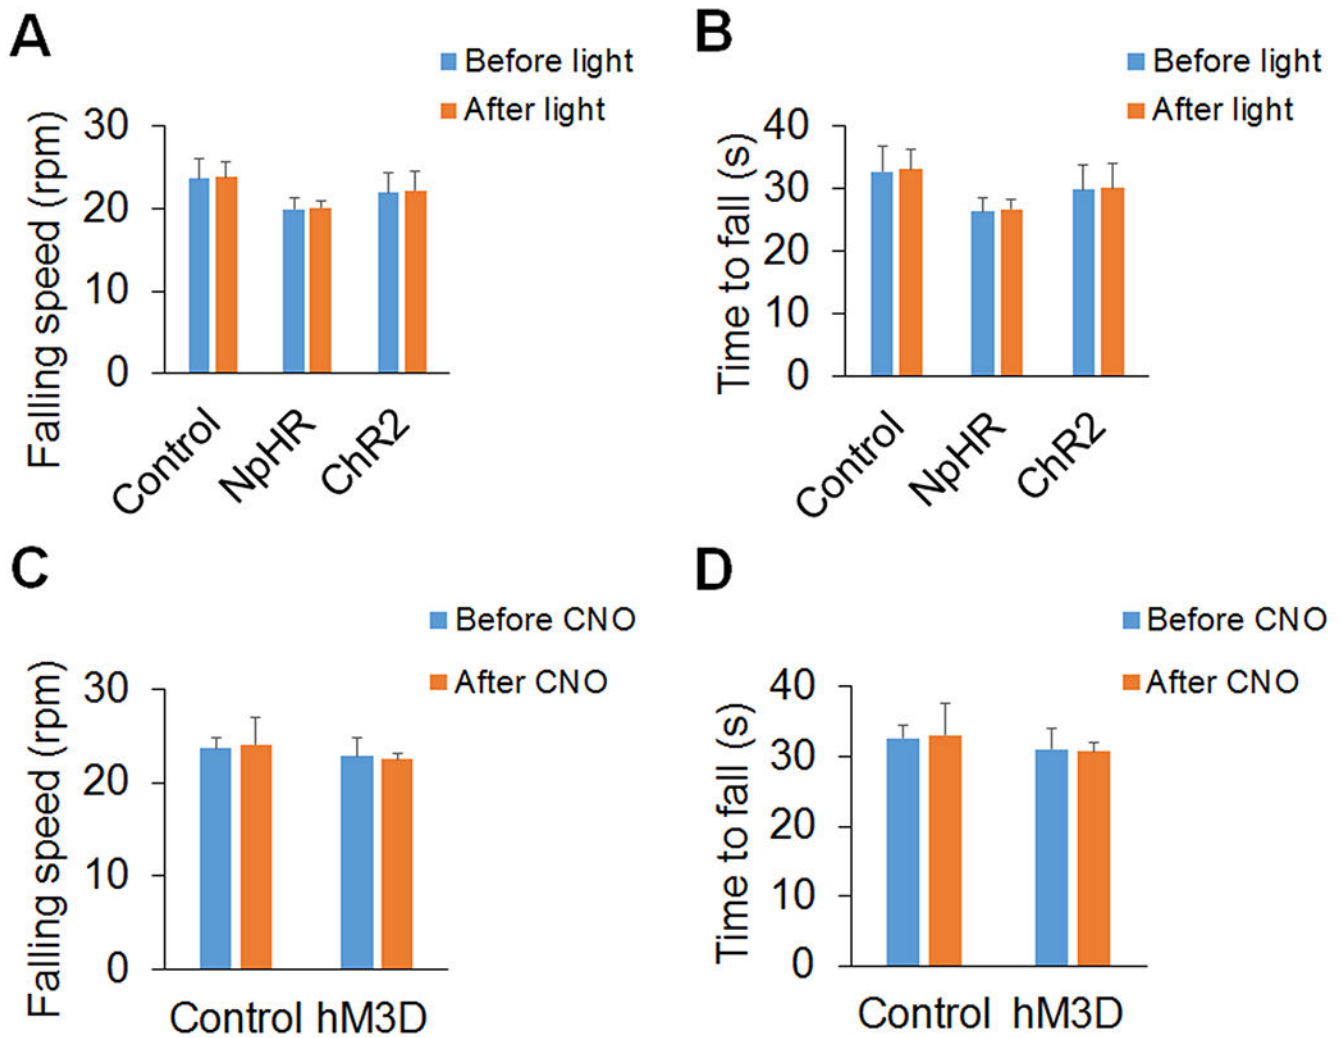 A
Before light
After light
Falling speed (rpm)
30
20
10
0
Control
NpHR
ChR2
B
Before light
After light
Time to fall (s)
40
30
20
10
0
Control
NpHR
ChR2
C
Before CNO
After CNO
Falling speed (rpm)
30
20
10
0
Control hM3D
D
Before CNO
After CNO
Time to fall (s)
40
30
20
10
0
Control hM3D